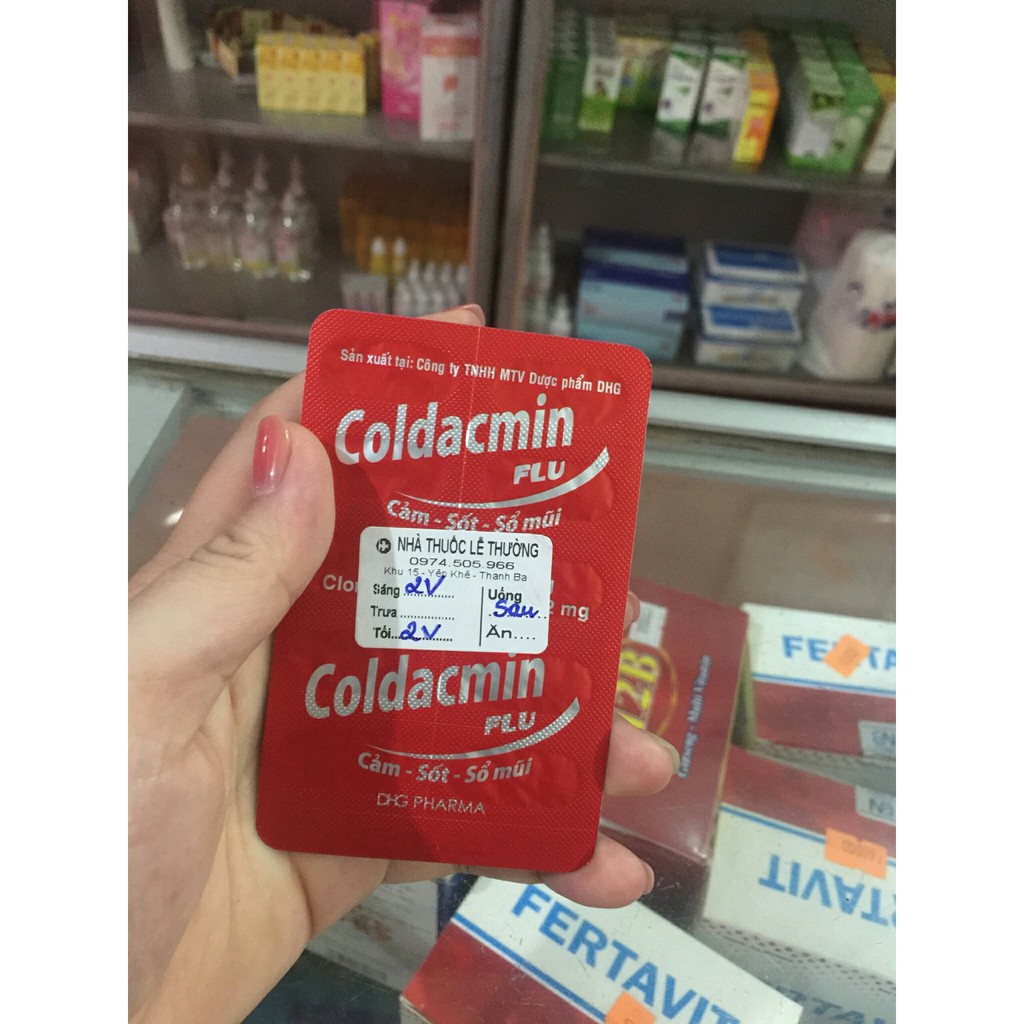 Sản xuất tại: Công ty TNHH MTV Dược phẩm DHG
Coldacmin
FLU
Cảm - Sốt - Sổ mũi
NHÀ THUỐC LỄ THƯỜNG
0974.505.966
Khu 15 - Yên Khê - Thanh Ba
Sáng 2V
Uống
Trưa
Sau
Tối 2V
Ăn
2 mg
Coldacmin
FLU
Cảm - Sốt - Sổ mũi
DHG PHARMA
FERTAVIT
FERTAVIT